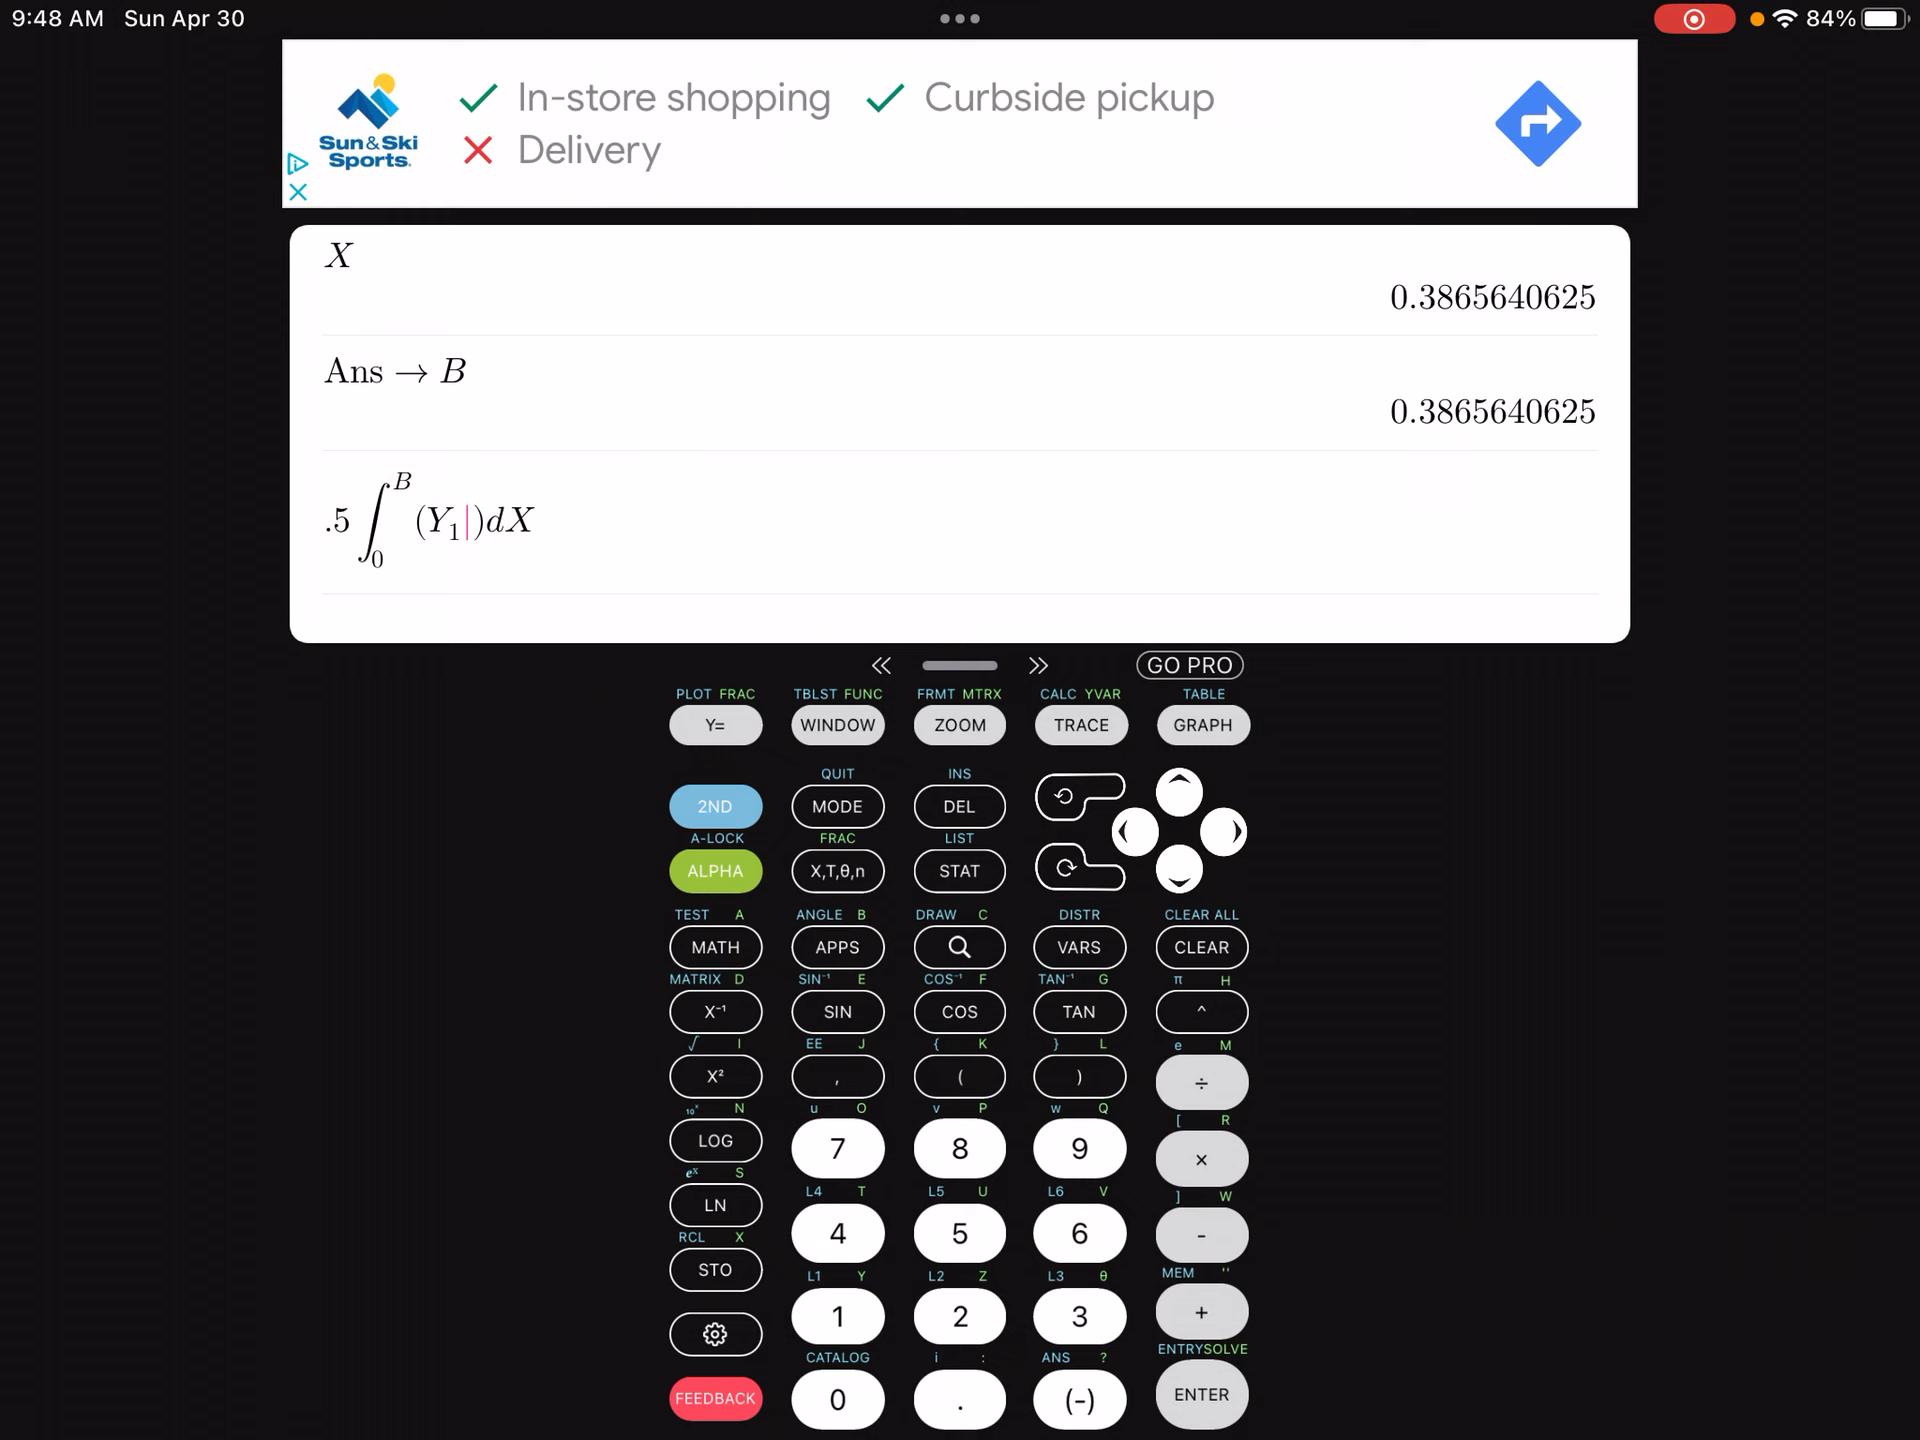 9:48 AM Sun Apr 30 84%
Sun&Ski Sports.
In-store shopping Curbside pickup
Delivery
X
0.3865640625
Ans → B
0.3865640625
.5 ∫₀ᴮ (Y₁)dX
GO PRO
PLOT FRAC TBLST FUNC FRMT MTRX CALC YVAR TABLE
Y= WINDOW ZOOM TRACE GRAPH
QUIT INS
2ND MODE DEL
A-LOCK FRAC LIST
ALPHA X,T,θ,n STAT
TEST A ANGLE B DRAW C DISTR CLEAR ALL
MATH APPS VARS CLEAR
MATRIX D SIN⁻¹ E COS⁻¹ F TAN⁻¹ G π H
X⁻¹ SIN COS TAN ^
√ I EE J { K } L e M
X² , ( ) ÷
10ˣ N u O v P w Q [ R
LOG 7 8 9 ×
eˣ S L4 T L5 U L6 V ] W
LN 4 5 6 -
RCL X L1 Y L2 Z L3 θ MEM "
STO 1 2 3 +
CATALOG i : ANS ? ENTRY SOLVE
FEEDBACK 0 . (-) ENTER